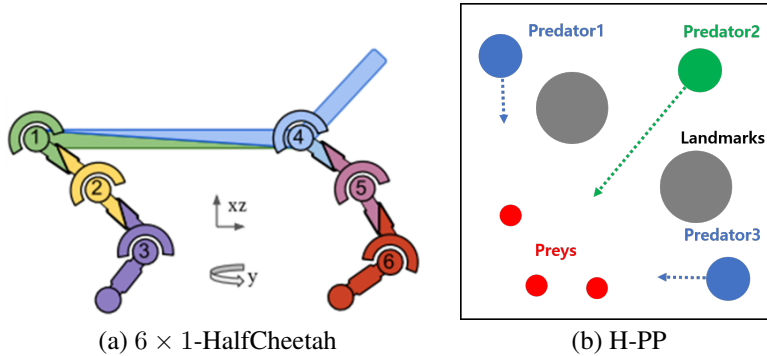 1
4
2
5
3
6
xz
y
(a) 6 × 1-HalfCheetah
Predator1
Predator2
Landmarks
Predator3
Preys
(b) H-PP